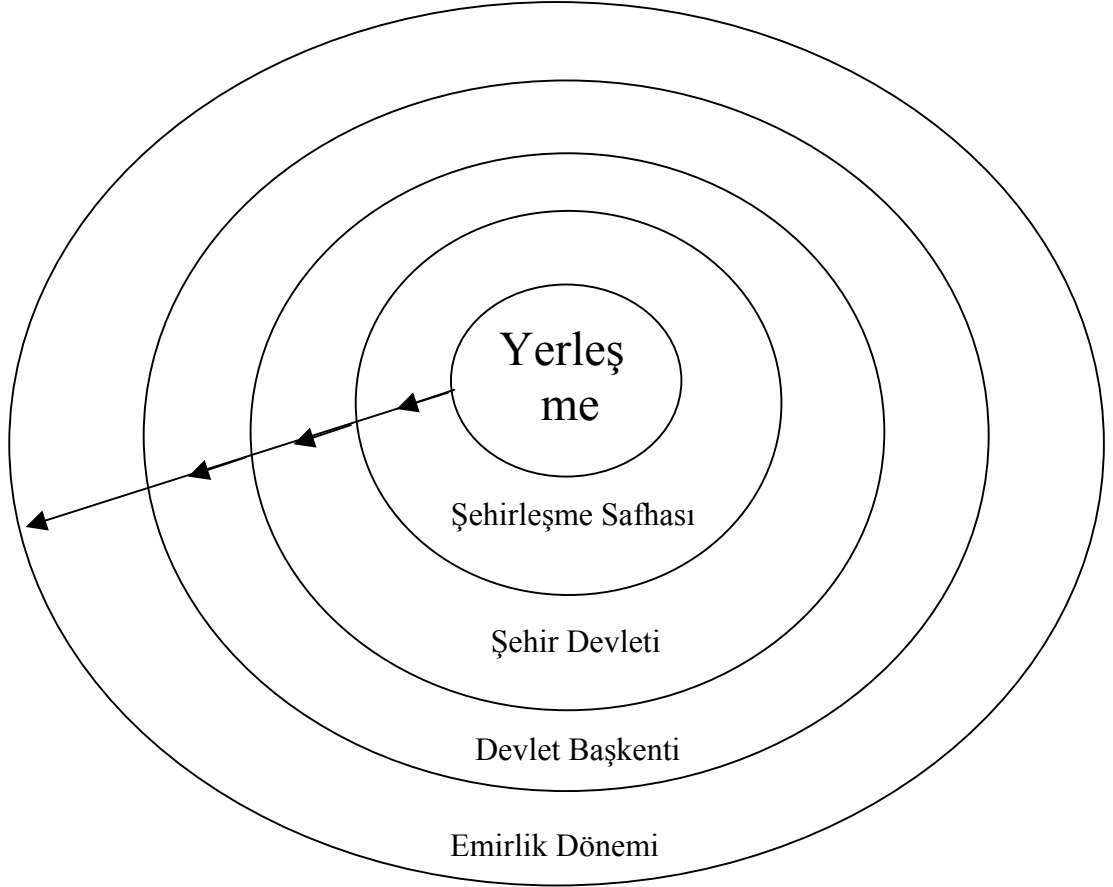 Yerleş
me
Şehirleşme Safhası
Şehir Devleti
Devlet Başkenti
Emirlik Dönemi